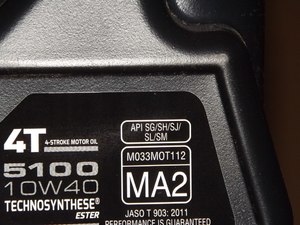 4T 4-STROKE MOTOR OIL
5100
10W40
TECHNOSYNTHESE®
ESTER
API SG/SH/SJ/
SL/SM
M033MOT112
MA2
JASO T 903: 2011
PERFORMANCE IS GUARANTEED